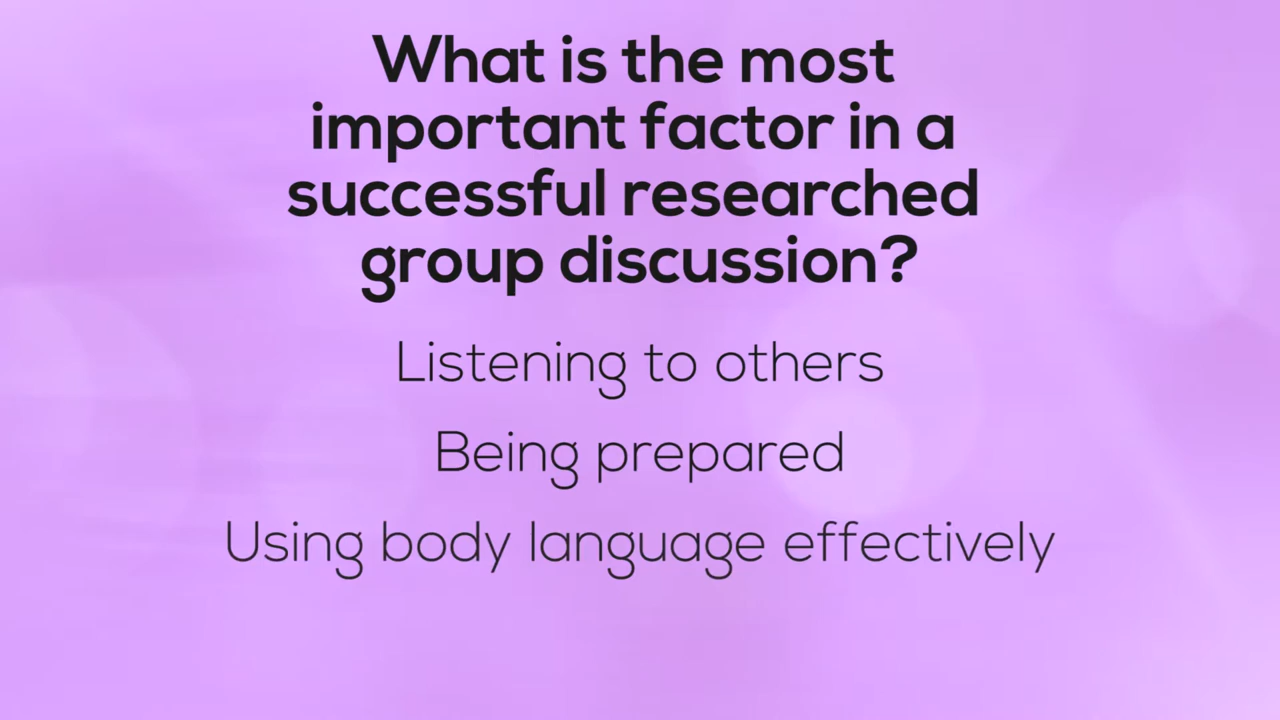 What is the most
important factor in a
successful researched
group discussion?
Listening to others
Being prepared
Using body language effectively